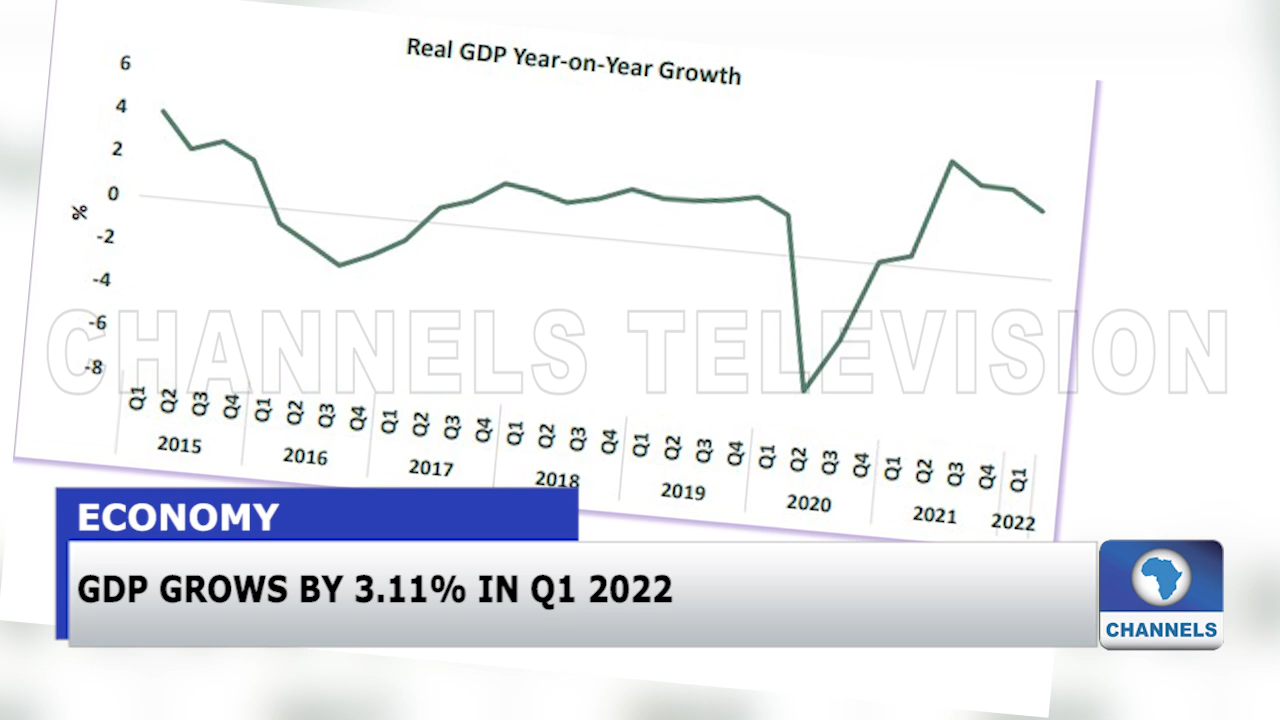 Real GDP Year-on-Year Growth
6
4
2
0
-2
-4
-6
-8
%
Q1 Q2 Q3 Q4 Q1 Q2 Q3 Q4 Q1 Q2 Q3 Q4 Q1 Q2 Q3 Q4 Q1 Q2 Q3 Q4 Q1 Q2 Q3 Q4 Q1 Q2 Q3 Q4 Q1
2015 2016 2017 2018 2019 2020 2021 2022
CHANNELS TELEVISION
ECONOMY
GDP GROWS BY 3.11% IN Q1 2022
CHANNELS